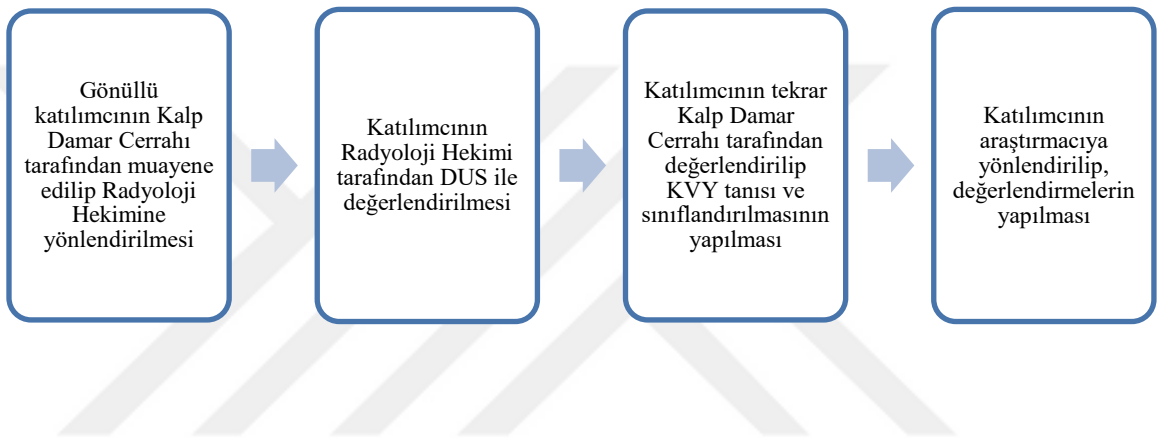 Gönüllü
katılımcının Kalp
Damar Cerrahı
tarafından muayene
edilip Radyoloji
Hekimine
yönlendirilmesi
Katılımcının
Radyoloji Hekimi
tarafından DUS ile
değerlendirilmesi
Katılımcının tekrar
Kalp Damar
Cerrahı tarafından
değerlendirilip
KVY tanısı ve
sınıflandırılmasının
yapılması
Katılımcının
araştırmacıya
yönlendirilip,
değerlendirmelerin
yapılması